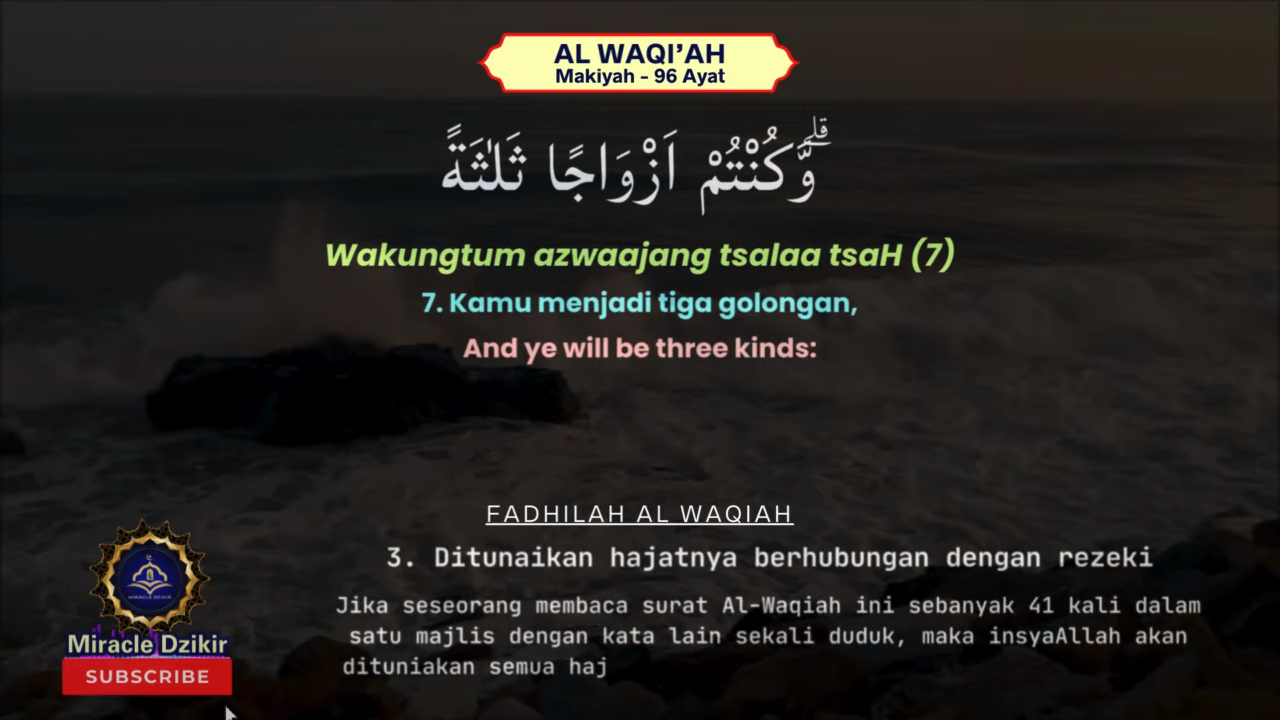 AL WAQI’AH
Makiyah - 96 Ayat
وَّكُنْتُمْ اَزْوَاجًا ثَلٰثَةً ۗ
Wakungtum azwaajang tsalaa tsaH (7)
7. Kamu menjadi tiga golongan,
And ye will be three kinds:
FADHILAH AL WAQIAH
3. Ditunaikan hajatnya berhubungan dengan rezeki
Jika seseorang membaca surat Al-Waqiah ini sebanyak 41 kali dalam
satu majlis dengan kata lain sekali duduk, maka insyaAllah akan
dituniakan semua haj
MIRACLE DZIKIR
Miracle Dzikir
SUBSCRIBE